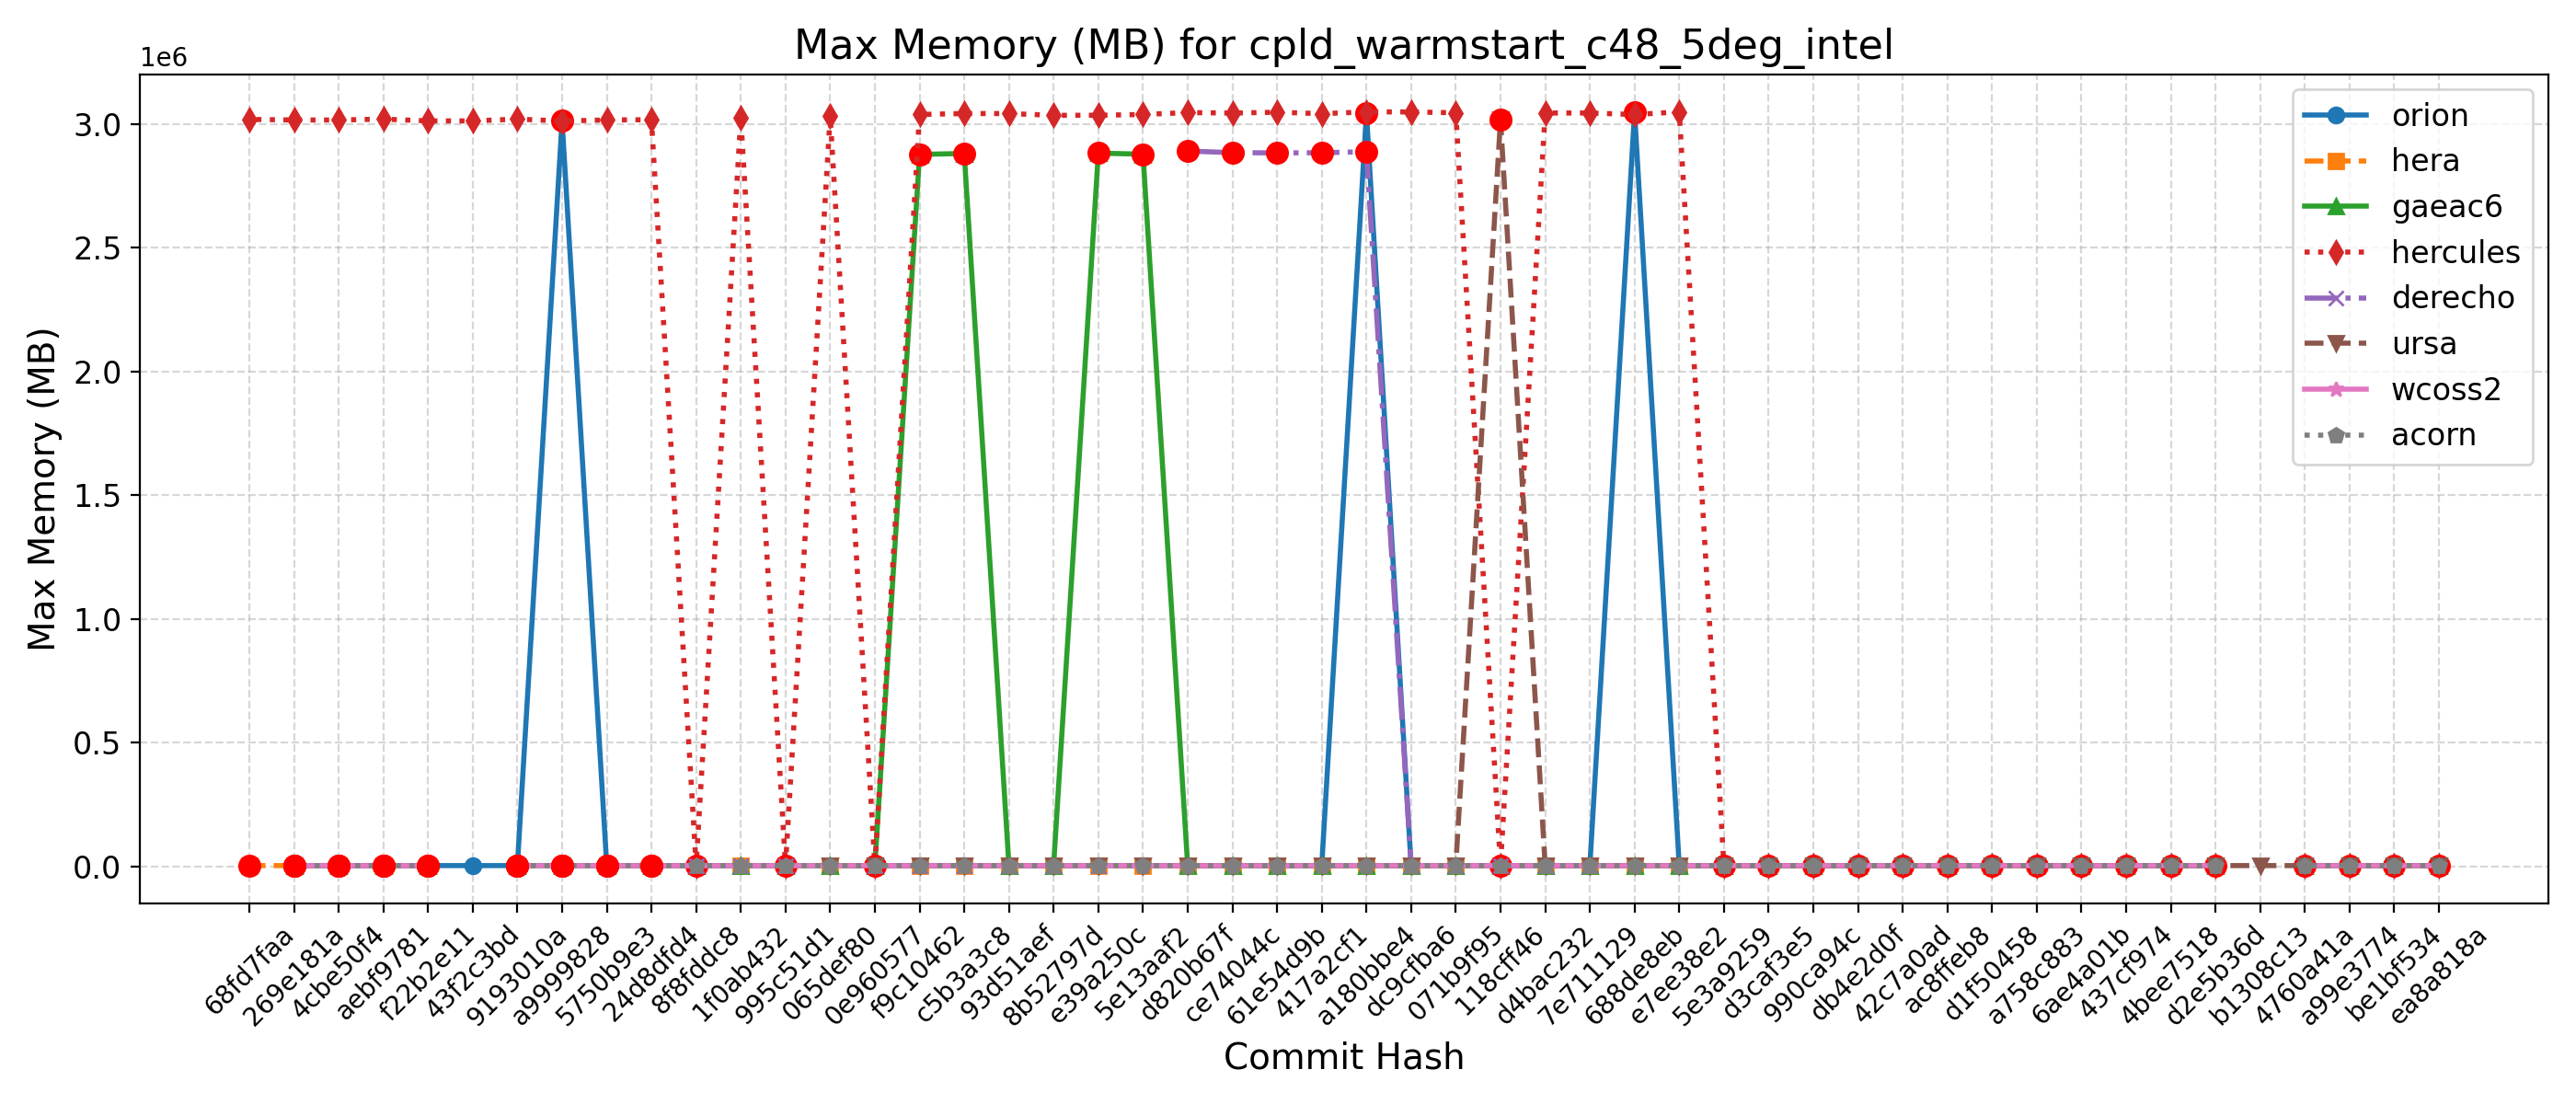 Max Memory (MB) for cpld_warmstart_c48_5deg_intel
1e6
3.0
2.5
2.0
1.5
1.0
0.5
0.0
Max Memory (MB)
orion
hera
gaeac6
hercules
derecho
ursa
wcoss2
acorn
68fd7faa
269e181a
4cbe50f4
aebf9781
f22b2e11
43f2c3bd
9193010a
a9999828
5750b9e3
24d8dfd4
8f8fddc8
1f0ab432
995c51d1
065def80
0e960577
f9c10462
c5b3a3c8
93d51aef
8b52797d
e39a250c
5e13aaf2
d820b67f
ce74044c
61e54d9b
417a2cf1
a180bbe4
dc9cfba6
071b9f95
118cff46
d4bac232
7e711129
688de8eb
e7ee38e2
5e3a9259
d3caf3e5
990ca94c
db4e2d0f
42c7a0ad
ac8ffeb8
d1f50458
a758c883
6ae4a01b
437cf974
4bee7518
d2e5b36d
b1308c13
4760a41a
a99e3774
be1bf534
ea8a818a
Commit Hash